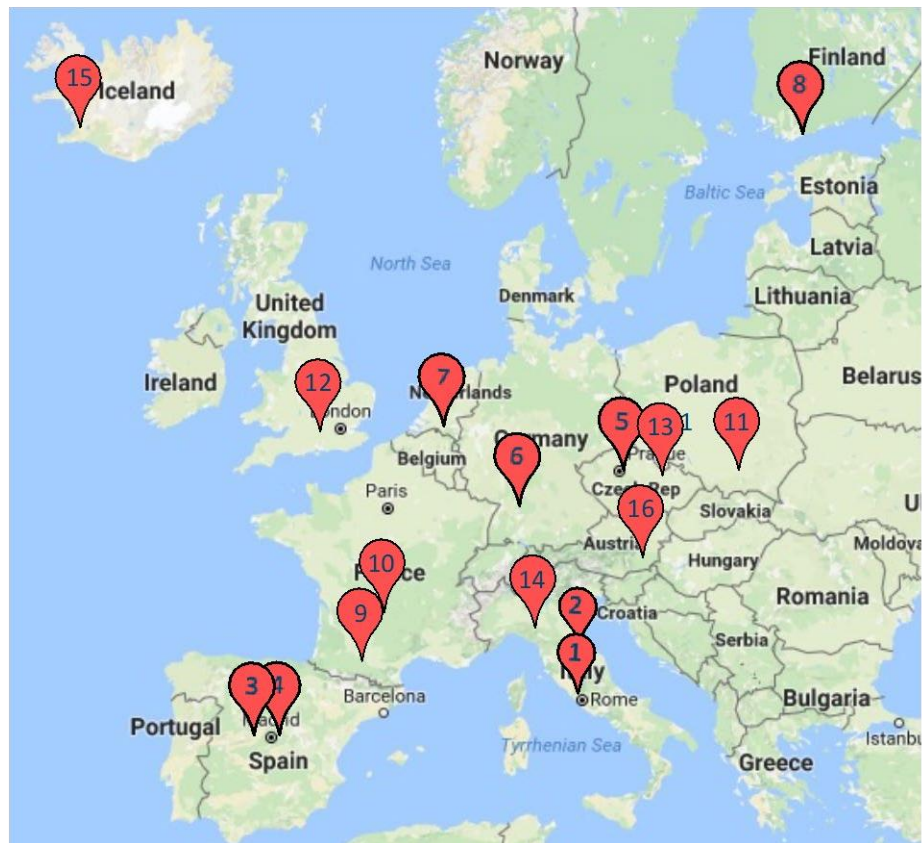 Norway
Finland
15
Iceland
8
Estonia
Baltic Sea
Latvia
North Sea
Denmark
Lithuania
United
Kingdom
Ireland
12
7
Netherlands
Poland
Belarus
London
5
13
1
11
Germany
Prague
Belgium
6
Czech Rep
Paris
16
Slovakia
Austria
Moldova
Hungary
10
France
14
Romania
9
2
Croatia
Serbia
1
Italy
3
4
Barcelona
Rome
Bulgaria
Portugal
Madrid
Istanbu
Tyrrhenian Sea
Spain
Greece